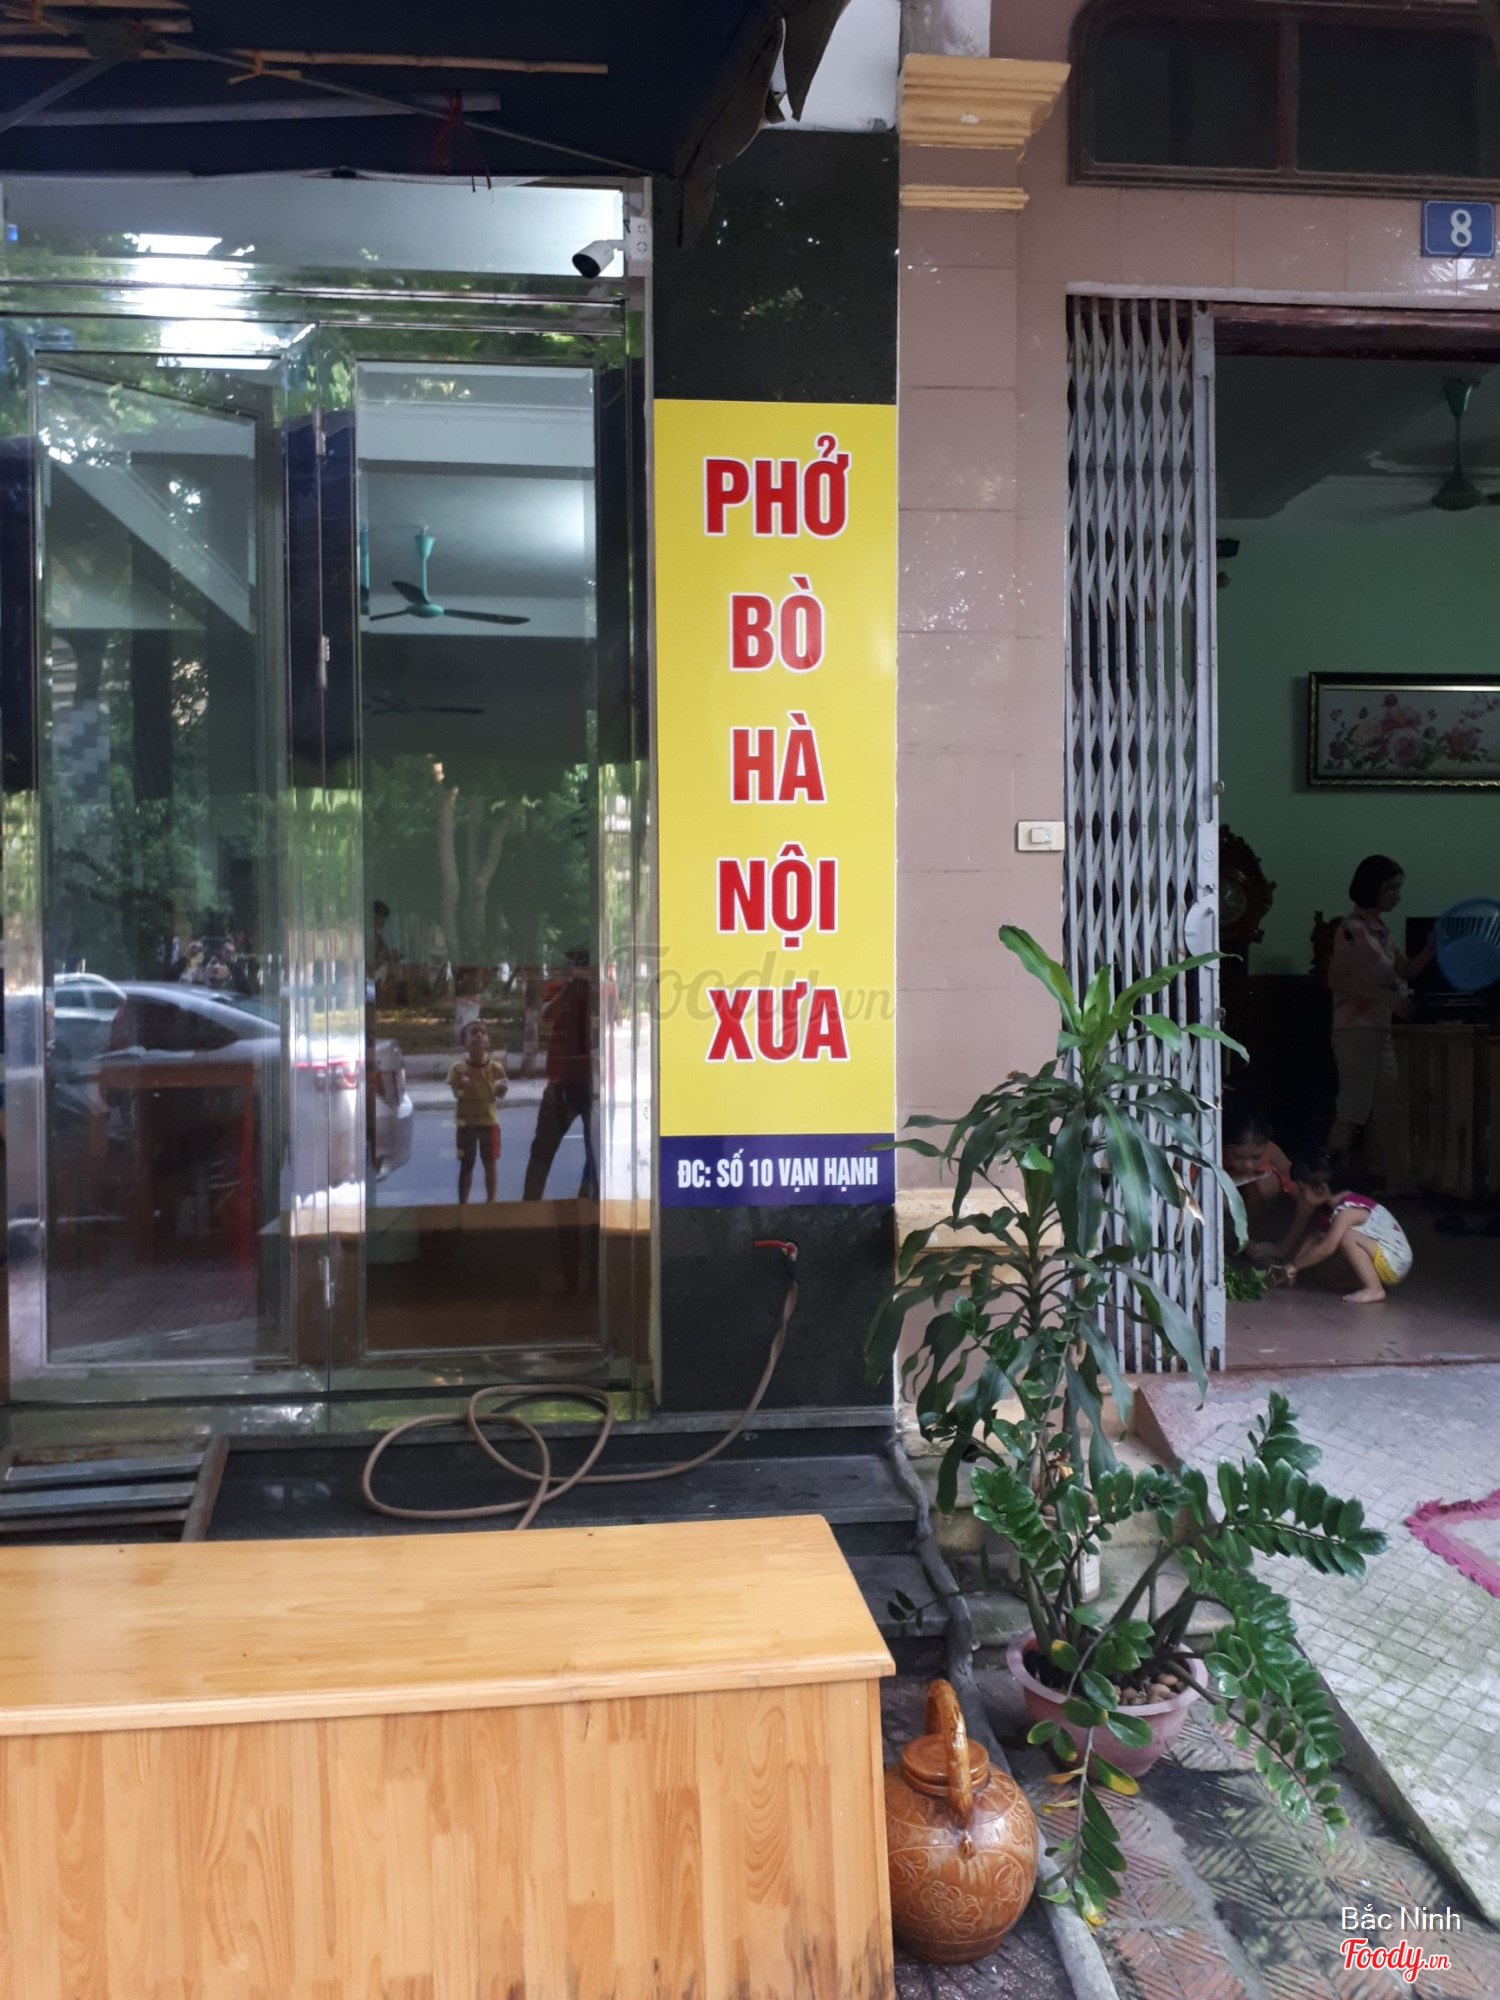 8
PHỞ
BÒ
HÀ
NỘI
XƯA
Foody.vn
ĐC: SỐ 10 VẠN HẠNH
Bắc Ninh
Foody.vn